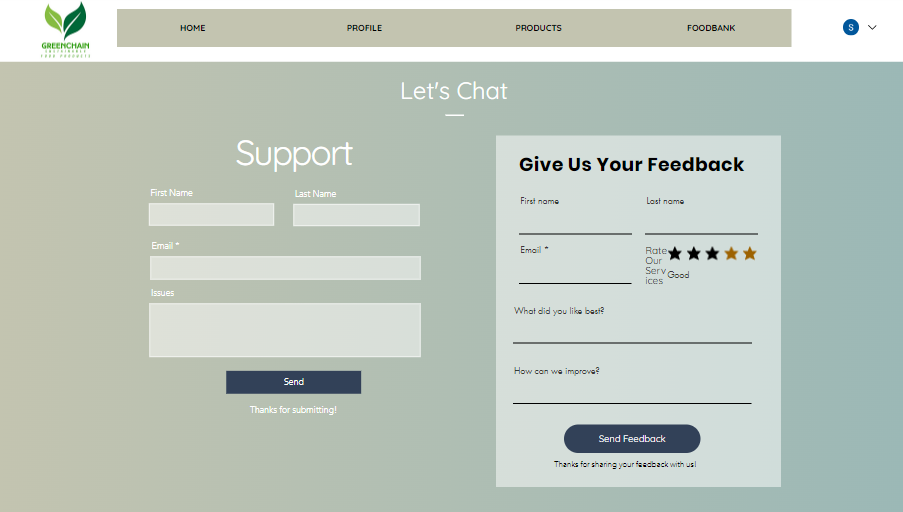 HOME
PROFILE
PRODUCTS
FOODBANK
S
GREENCHAIN
SUSTAINABLE
FOOD PRODUCTS
Let's Chat
Support
First Name
Last Name
Email *
Issues
Send
Thanks for submitting!
Give Us Your Feedback
First name
Last name
Email *
Rate
Our
Serv
ices
Good
What did you like best?
How can we improve?
Send Feedback
Thanks for sharing your feedback with us!